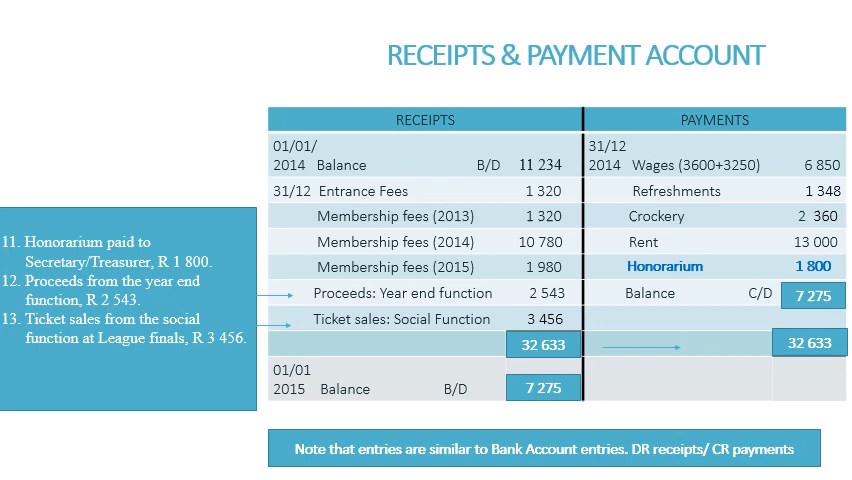 RECEIPTS & PAYMENT ACCOUNT
RECEIPTS PAYMENTS
01/01/ 31/12
2014 Balance B/D 11 234 2014 Wages (3600+3250) 6 850
31/12 Entrance Fees 1 320 Refreshments 1 348
Membership fees (2013) 1 320 Crockery 2 360
Membership fees (2014) 10 780 Rent 13 000
Membership fees (2015) 1 980 Honorarium 1 800
Proceeds: Year end function 2 543 Balance C/D 7 275
Ticket sales: Social Function 3 456
32 633 32 633
01/01
2015 Balance B/D 7 275
11. Honorarium paid to
Secretary/Treasurer, R 1 800.
12. Proceeds from the year end
function, R 2 543.
13. Ticket sales from the social
function at League finals, R 3 456.
Note that entries are similar to Bank Account entries. DR receipts/ CR payments